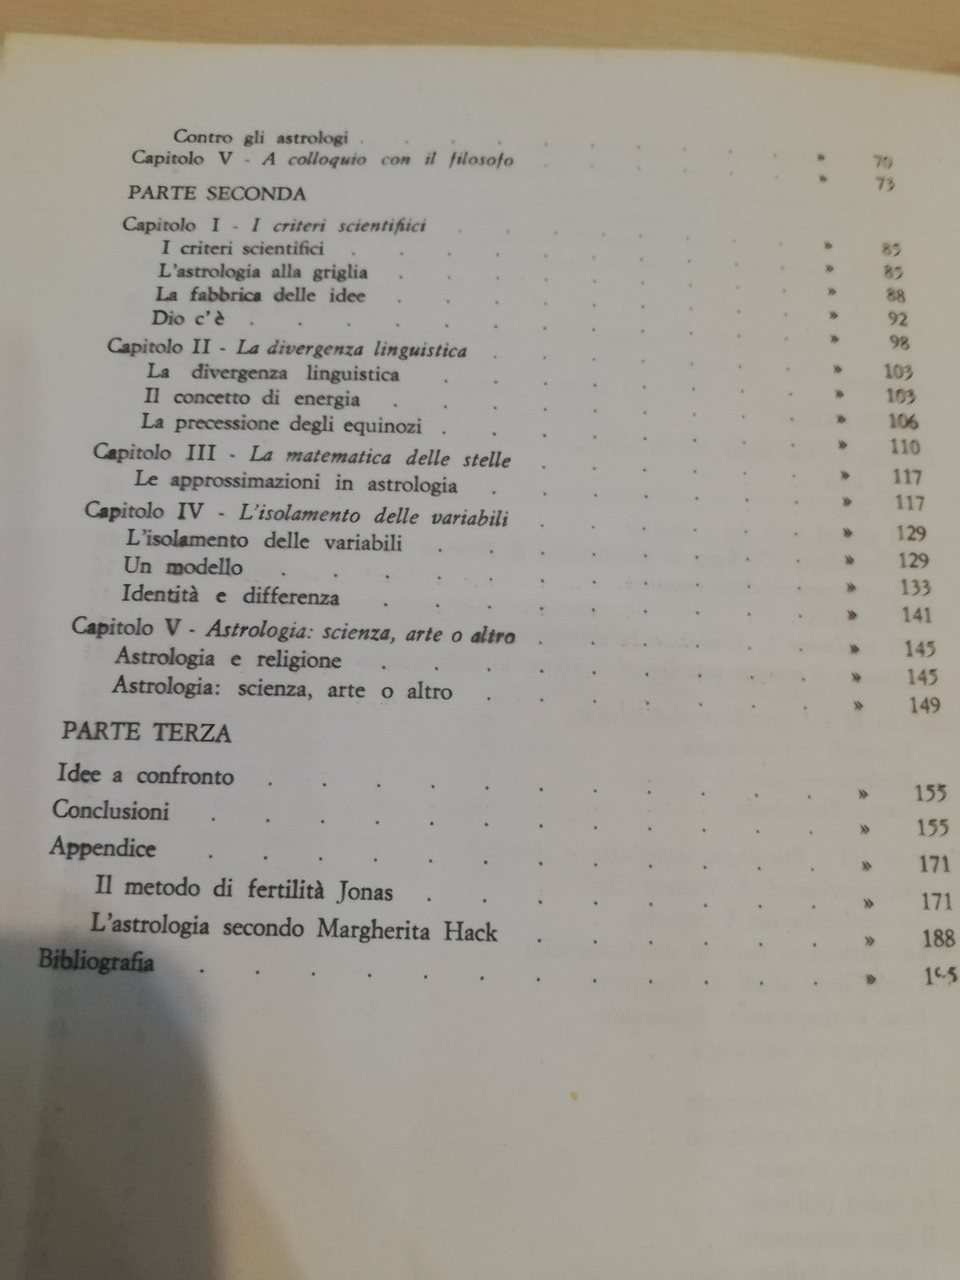 Contro gli astrologi . . . . . . . » 70
Capitolo V - A colloquio con il filosofo . . . . . » 73
PARTE SECONDA
Capitolo I - I criteri scientifiici . . . . . . » 85
I criteri scientifici . . . . . . . . » 85
L'astrologia alla griglia . . . . . . . » 88
La fabbrica delle idee . . . . . . . » 92
Dio c'è . . . . . . . . . . » 98
Capitolo II - La divergenza linguistica . . . . . . » 103
La divergenza linguistica . . . . . . . » 103
Il concetto di energia . . . . . . . . » 106
La precessione degli equinozi . . . . . . . » 110
Capitolo III - La matematica delle stelle . . . . . » 117
Le approssimazioni in astrologia . . . . . . » 117
Capitolo IV - L'isolamento delle variabili . . . . . » 129
L'isolamento delle variabili . . . . . . . » 129
Un modello . . . . . . . . . . » 133
Identità e differenza . . . . . . . . » 141
Capitolo V - Astrologia: scienza, arte o altro . . . . . » 145
Astrologia e religione . . . . . . . . » 145
Astrologia: scienza, arte o altro . . . . . . » 149
PARTE TERZA
Idee a confronto . . . . . . . . . . » 155
Conclusioni . . . . . . . . . . . » 155
Appendice . . . . . . . . . . . » 171
Il metodo di fertilità Jonas . . . . . . . » 171
L'astrologia secondo Margherita Hack . . . . . » 188
Bibliografia . . . . . . . . . . . »